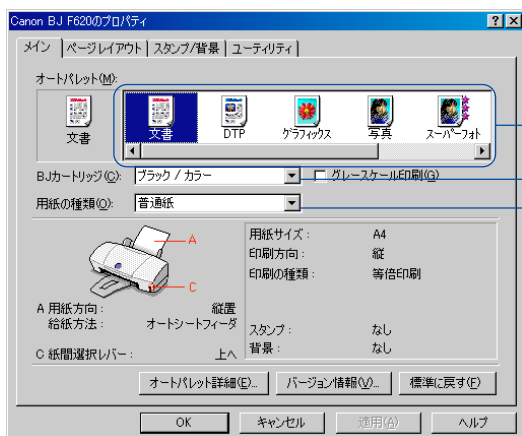 Canon BJ F620のプロパティ
メイン ページレイアウト スタンプ/背景 ユーティリティ
オートパレット(M):
文書 文書 DTP グラフィックス 写真 スーパーフォト
BJカートリッジ(C): ブラック / カラー グレースケール印刷(G)
用紙の種類(O): 普通紙
A
C
用紙サイズ : A4
印刷方向 : 縦
印刷の種類 : 等倍印刷
A 用紙方向 : 縦置
給紙方法 : オートシートフィーダ
スタンプ : なし
C 紙間選択レバー : 上へ
背景 : なし
オートパレット詳細(E)... バージョン情報(V)... 標準に戻す(F)
OK キャンセル 適用(A) ヘルプ